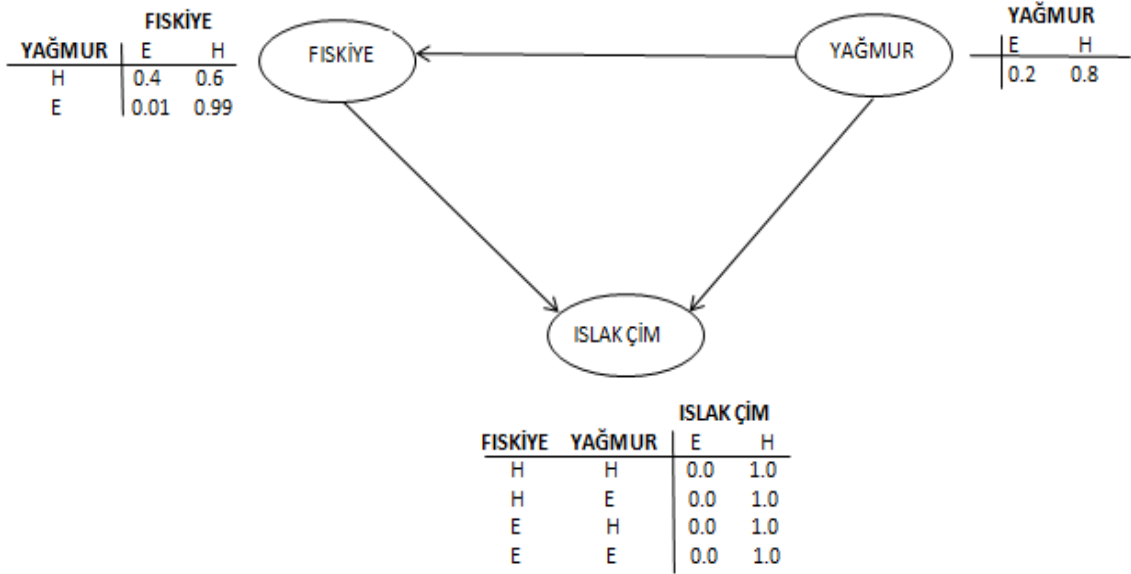 FISKİYE
YAĞMUR E H
H 0.4 0.6
E 0.01 0.99
FISKİYE
YAĞMUR
YAĞMUR
E H
0.2 0.8
ISLAK ÇİM
ISLAK ÇİM
FISKİYE YAĞMUR E H
H H 0.0 1.0
H E 0.0 1.0
E H 0.0 1.0
E E 0.0 1.0